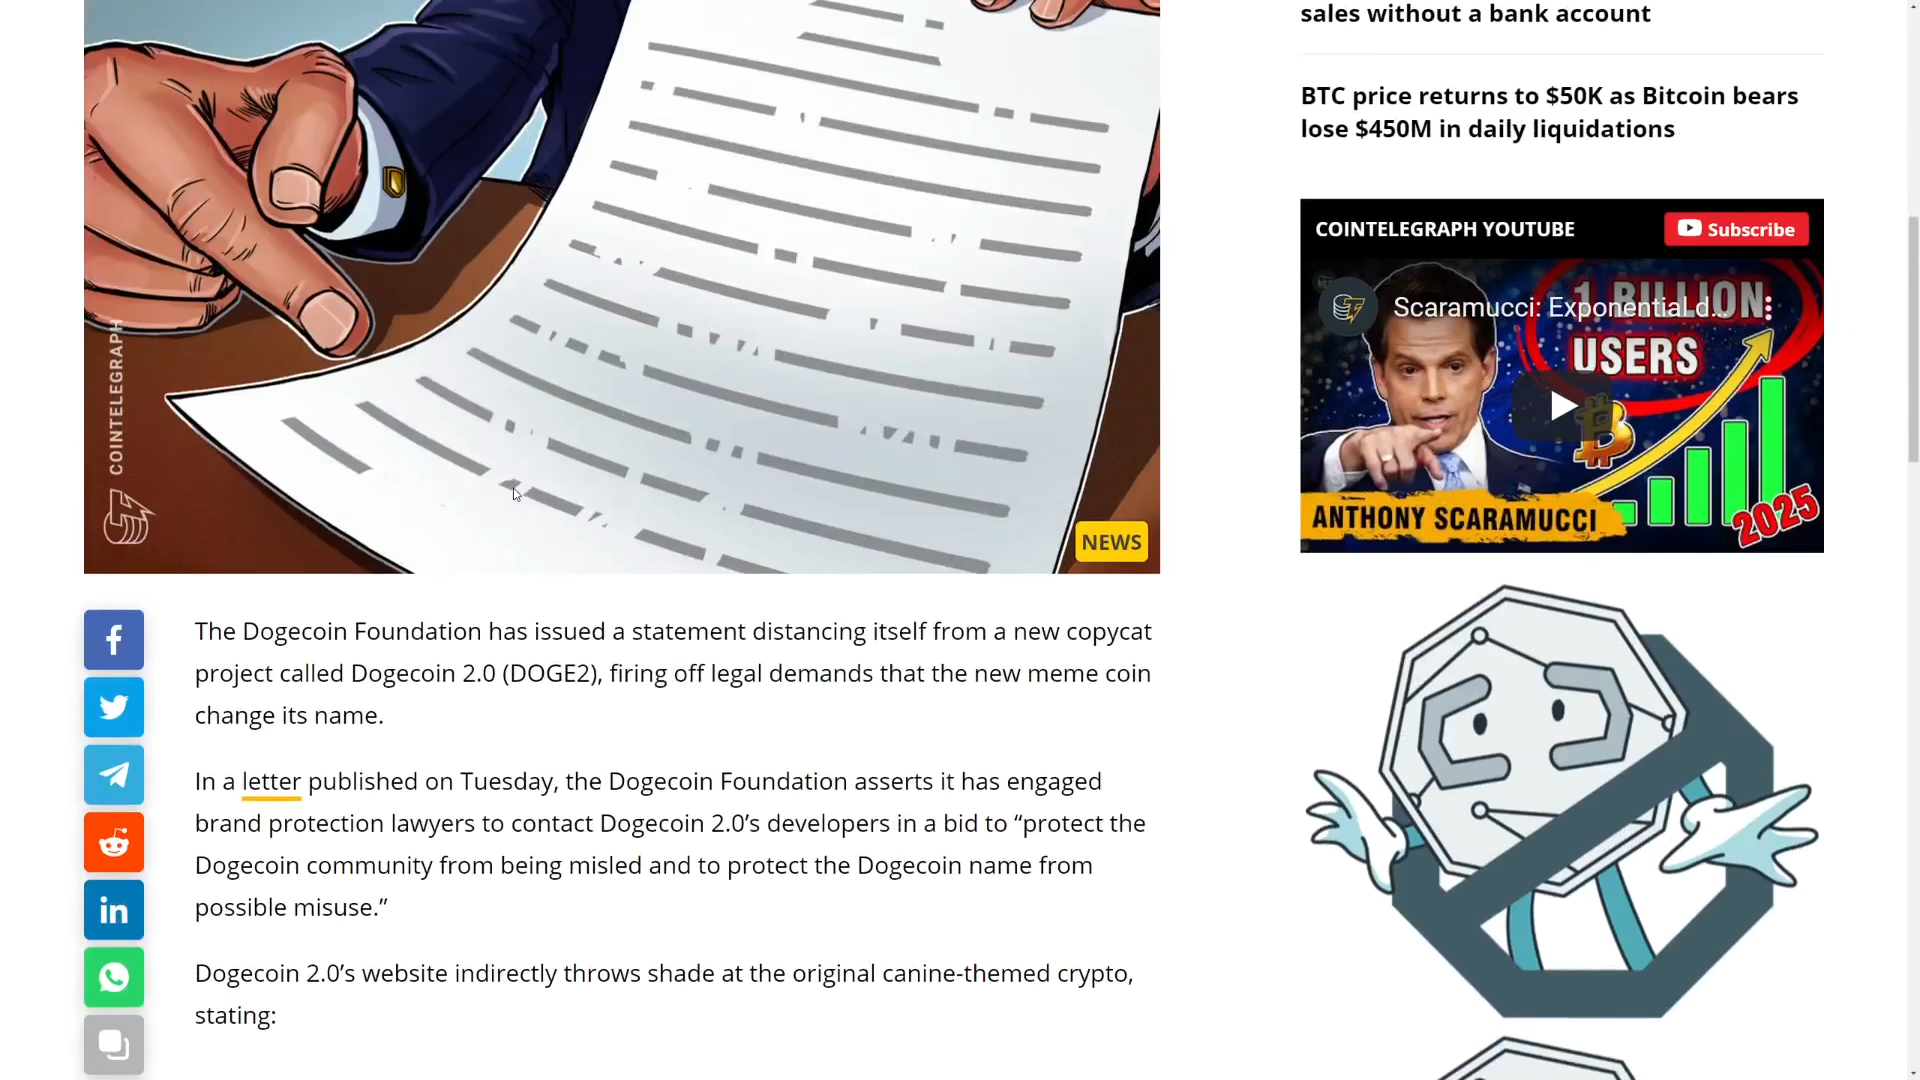 sales without a bank account
BTC price returns to $50K as Bitcoin bears
lose $450M in daily liquidations
COINTELEGRAPH YOUTUBE
Subscribe
Scaramucci: Exponential d...
1 BILLION
USERS
ANTHONY SCARAMUCCI
2025
COINTELEGRAPH
NEWS
The Dogecoin Foundation has issued a statement distancing itself from a new copycat
project called Dogecoin 2.0 (DOGE2), firing off legal demands that the new meme coin
change its name.
In a letter published on Tuesday, the Dogecoin Foundation asserts it has engaged
brand protection lawyers to contact Dogecoin 2.0’s developers in a bid to “protect the
Dogecoin community from being misled and to protect the Dogecoin name from
possible misuse.”
Dogecoin 2.0’s website indirectly throws shade at the original canine-themed crypto,
stating: